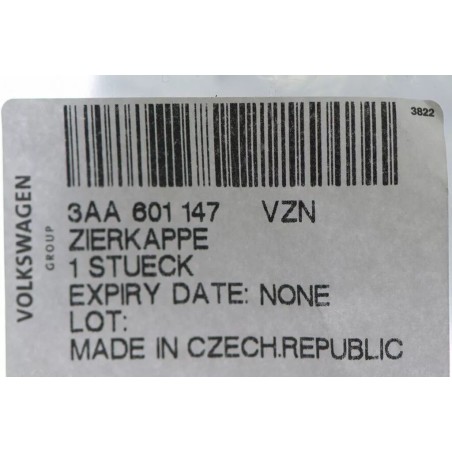 3822
VOLKSWAGEN
GROUP
3AA 601 147 VZN
ZIERKAPPE
1 STUECK
EXPIRY DATE: NONE
LOT:
MADE IN CZECH.REPUBLIC